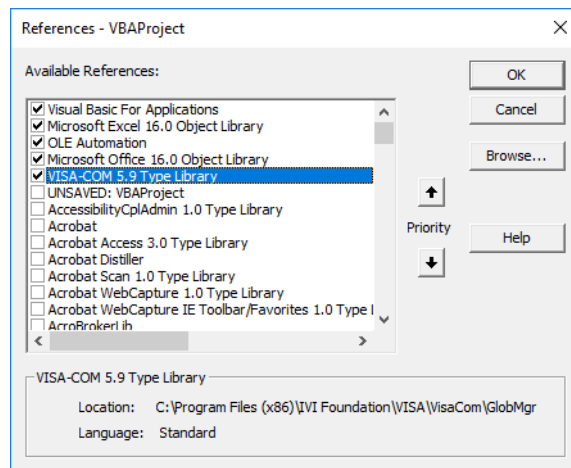 References - VBAProject
Available References:
Visual Basic For Applications
Microsoft Excel 16.0 Object Library
OLE Automation
Microsoft Office 16.0 Object Library
VISA-COM 5.9 Type Library
UNSAVED: VBAProject
AccessibilityCplAdmin 1.0 Type Library
Acrobat
Acrobat Access 3.0 Type Library
Acrobat Distiller
Acrobat Scan 1.0 Type Library
Acrobat WebCapture 1.0 Type Library
Acrobat WebCapture IE Toolbar/Favorites 1.0 Type l
AcroBrokerLib
Priority
OK
Cancel
Browse...
Help
VISA-COM 5.9 Type Library
Location: C:\Program Files (x86)\IVI Foundation\VISA\VisaCom\GlobMgr
Language: Standard